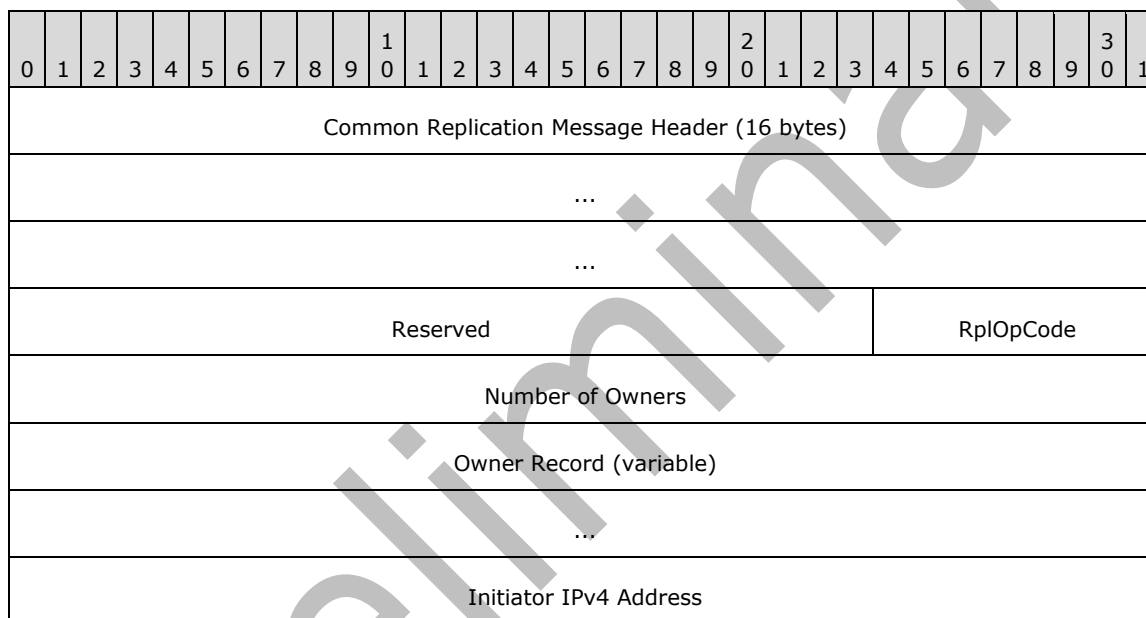 1 2 3
0 1 2 3 4 5 6 7 8 9 0 1 2 3 4 5 6 7 8 9 0 1 2 3 4 5 6 7 8 9 0 1
Common Replication Message Header (16 bytes)
...
...
Reserved RplOpCode
Number of Owners
Owner Record (variable)
...
Initiator IPv4 Address